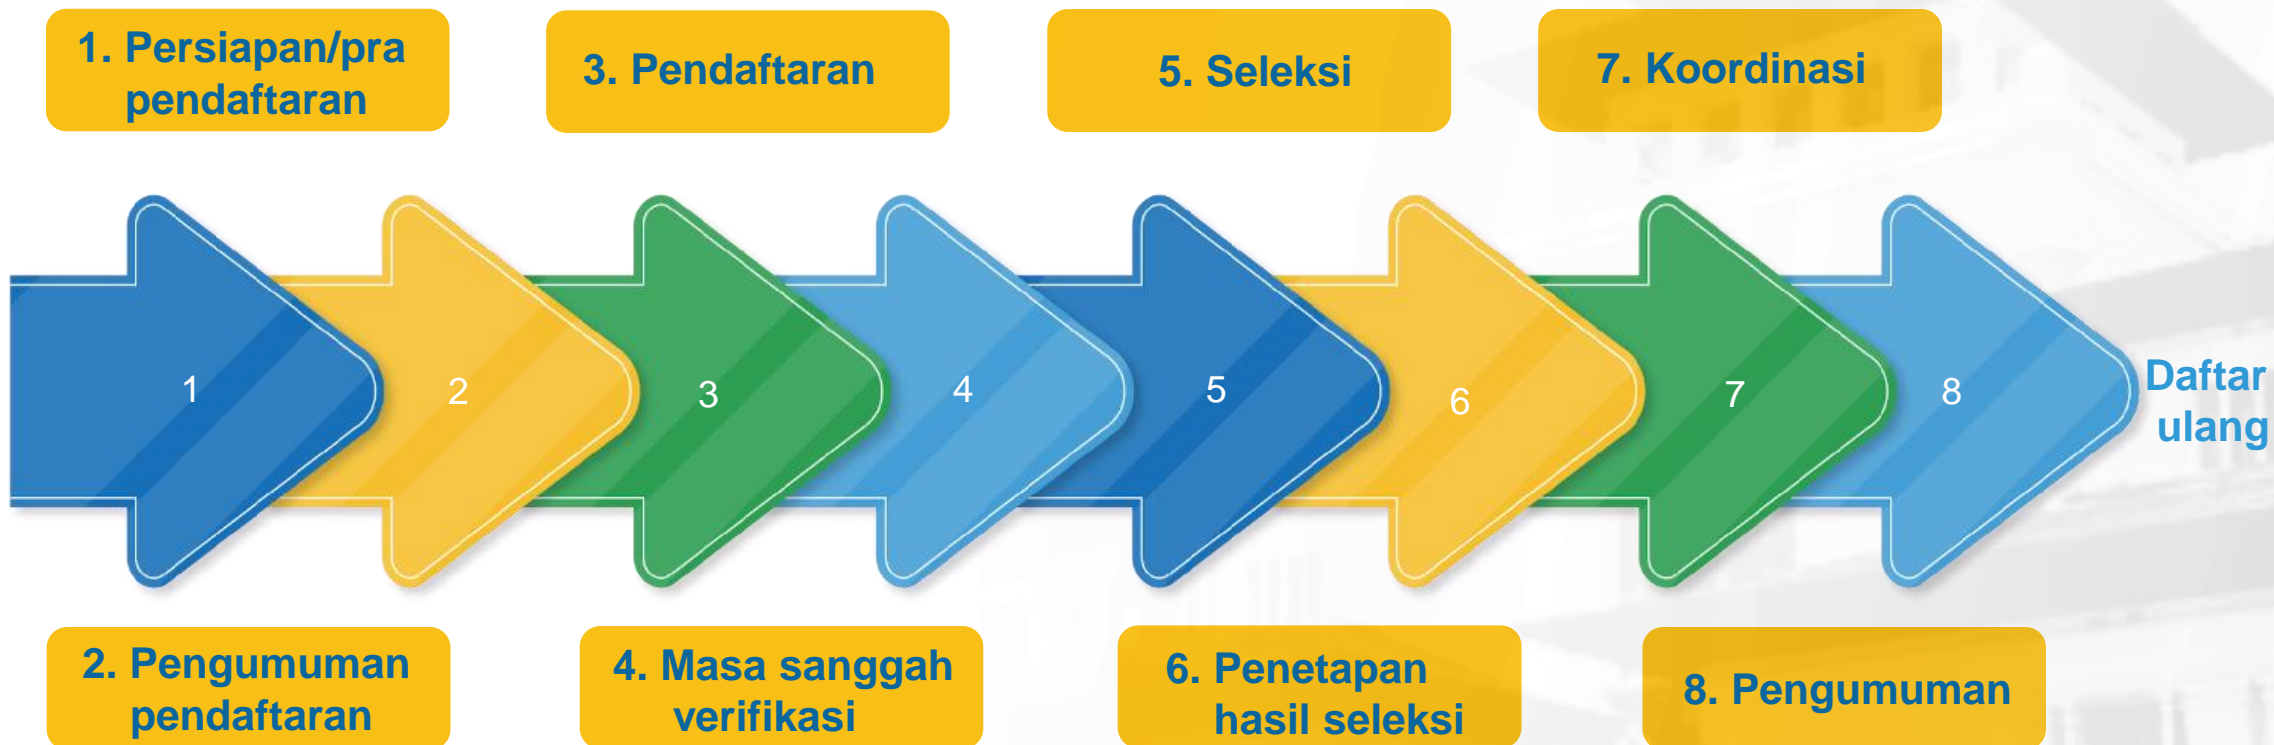 1. Persiapan/pra
pendaftaran
3. Pendaftaran
5. Seleksi
7. Koordinasi
1
2
3
4
5
6
7
8
Daftar
ulang
2. Pengumuman
pendaftaran
4. Masa sanggah
verifikasi
6. Penetapan
hasil seleksi
8. Pengumuman